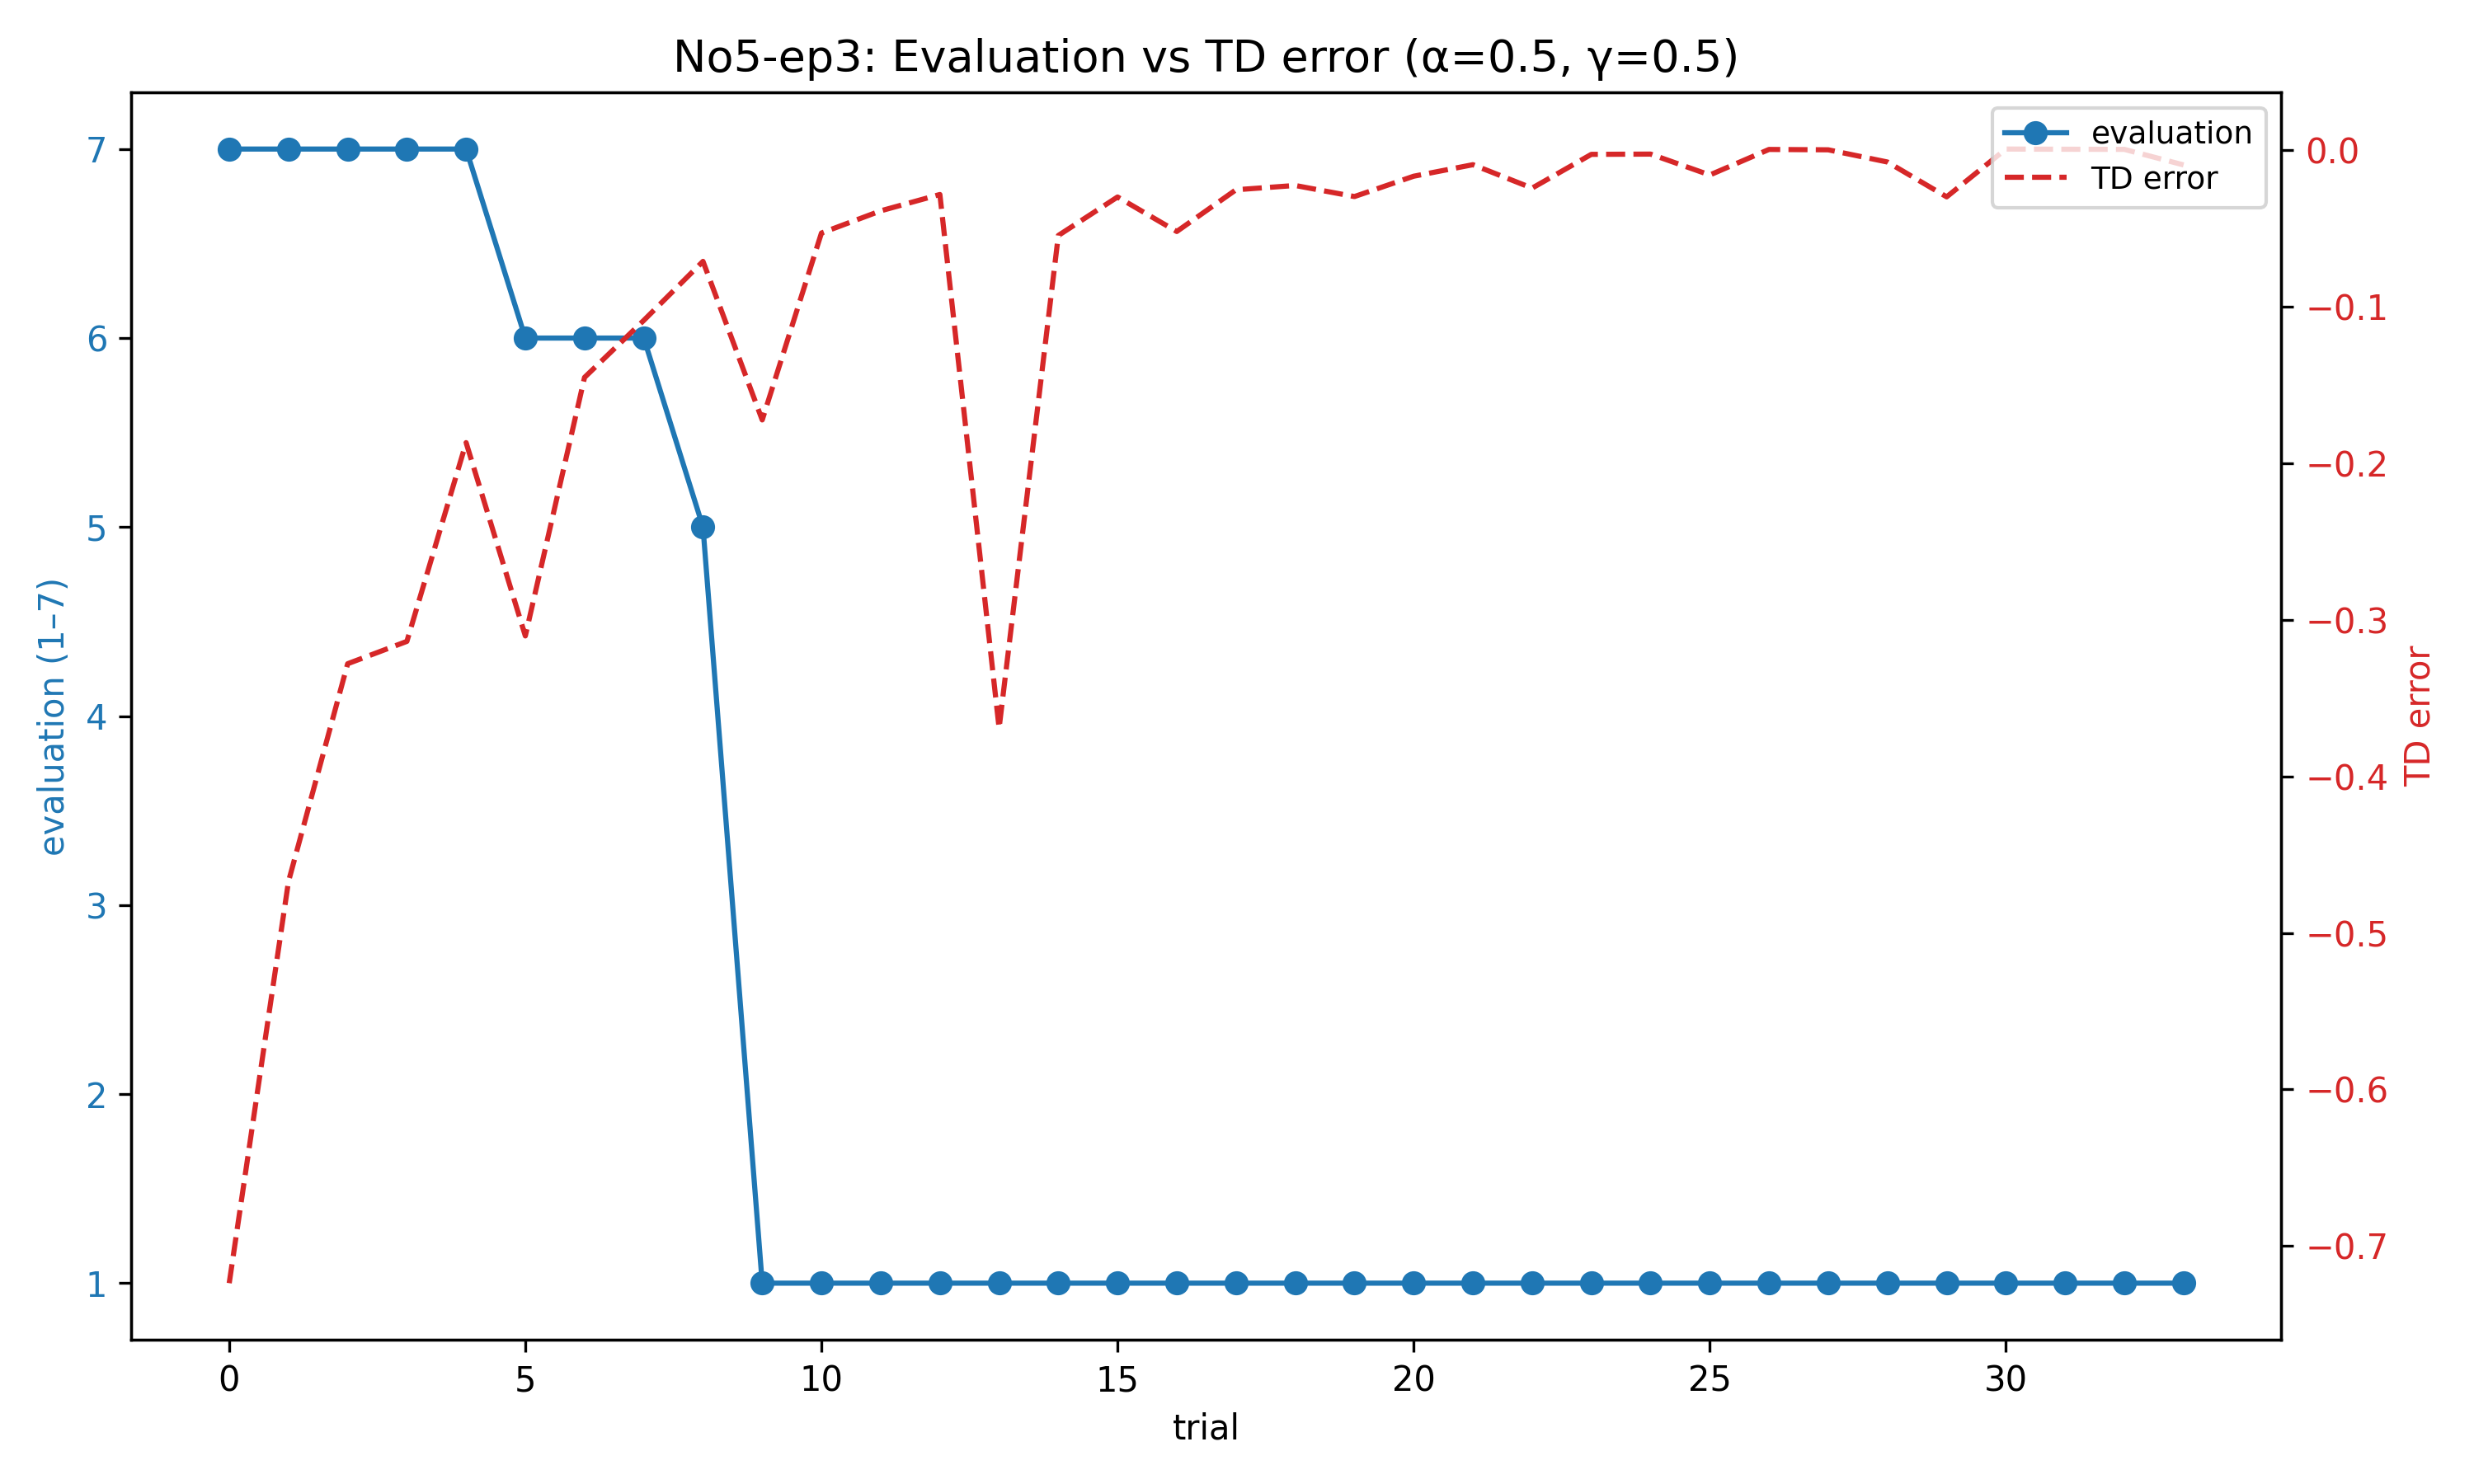 No5-ep3: Evaluation vs TD error (α=0.5, γ=0.5)
evaluation
TD error
7
6
5
4
3
2
1
evaluation (1–7)
0.0
−0.1
−0.2
−0.3
−0.4
−0.5
−0.6
−0.7
TD error
0 5 10 15 20 25 30
trial